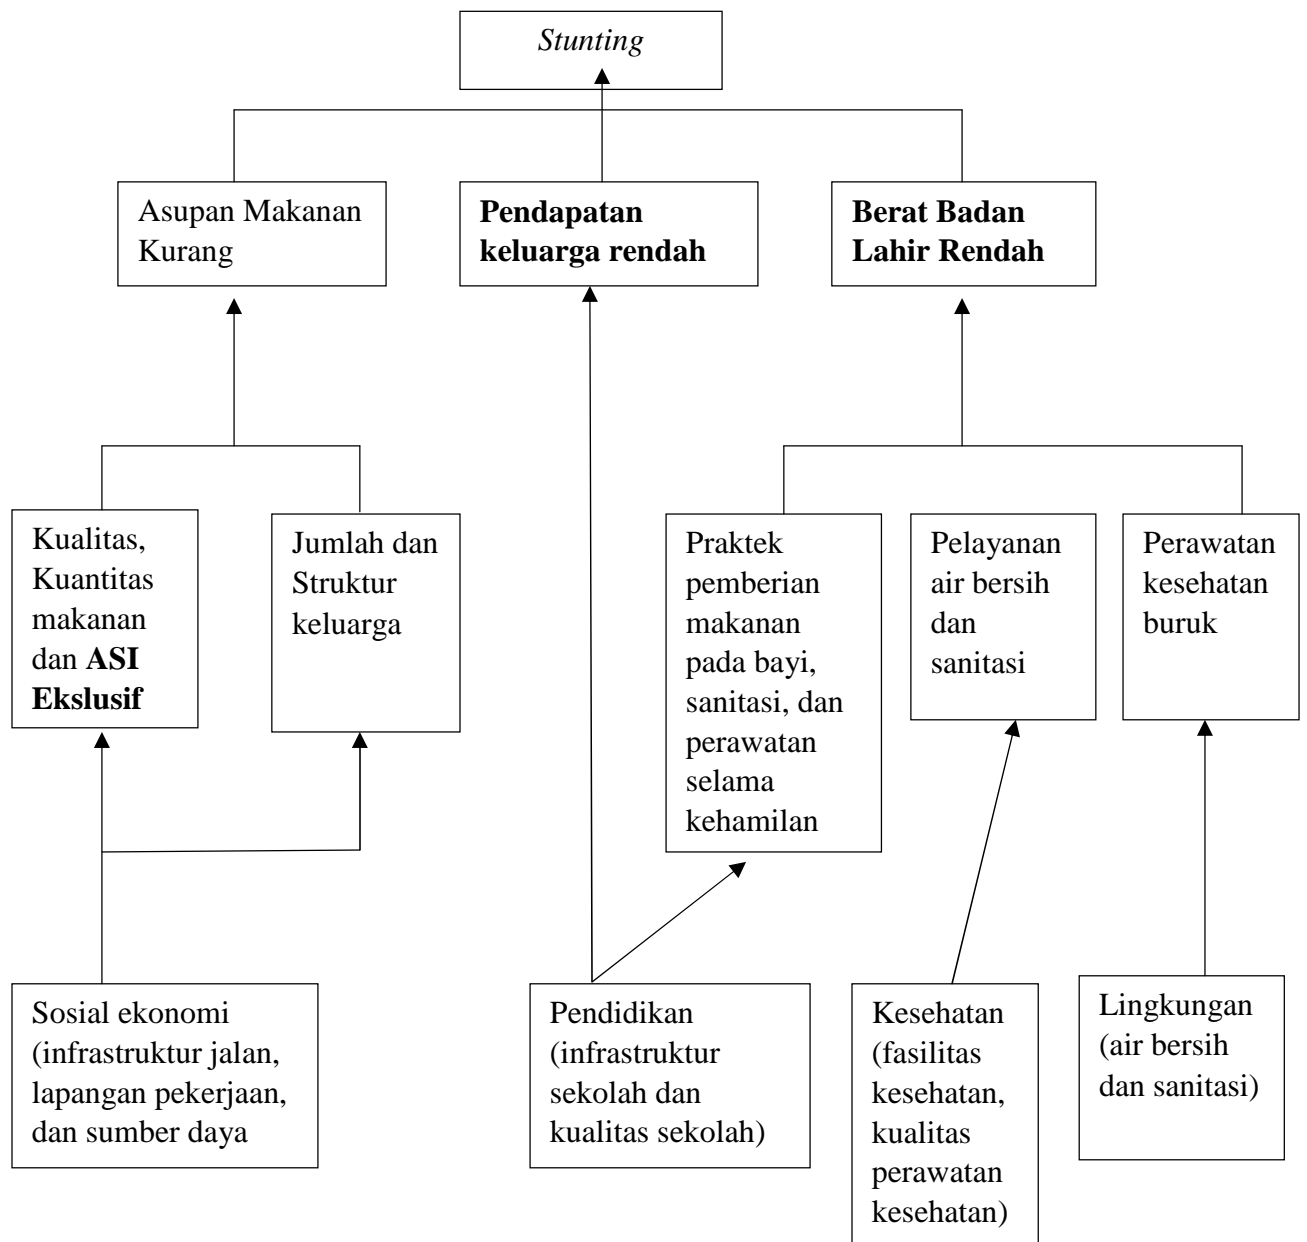 Stunting
Asupan Makanan
Kurang
Pendapatan
keluarga rendah
Berat Badan
Lahir Rendah
Kualitas,
Kuantitas
makanan
dan ASI
Ekslusif
Jumlah dan
Struktur
keluarga
Praktek
pemberian
makanan
pada bayi,
sanitasi, dan
perawatan
selama
kehamilan
Pelayanan
air bersih
dan
sanitasi
Perawatan
kesehatan
buruk
Sosial ekonomi
(infrastruktur jalan,
lapangan pekerjaan,
dan sumber daya
Pendidikan
(infrastruktur
sekolah dan
kualitas sekolah)
Kesehatan
(fasilitas
kesehatan,
kualitas
perawatan
kesehatan)
Lingkungan
(air bersih
dan sanitasi)